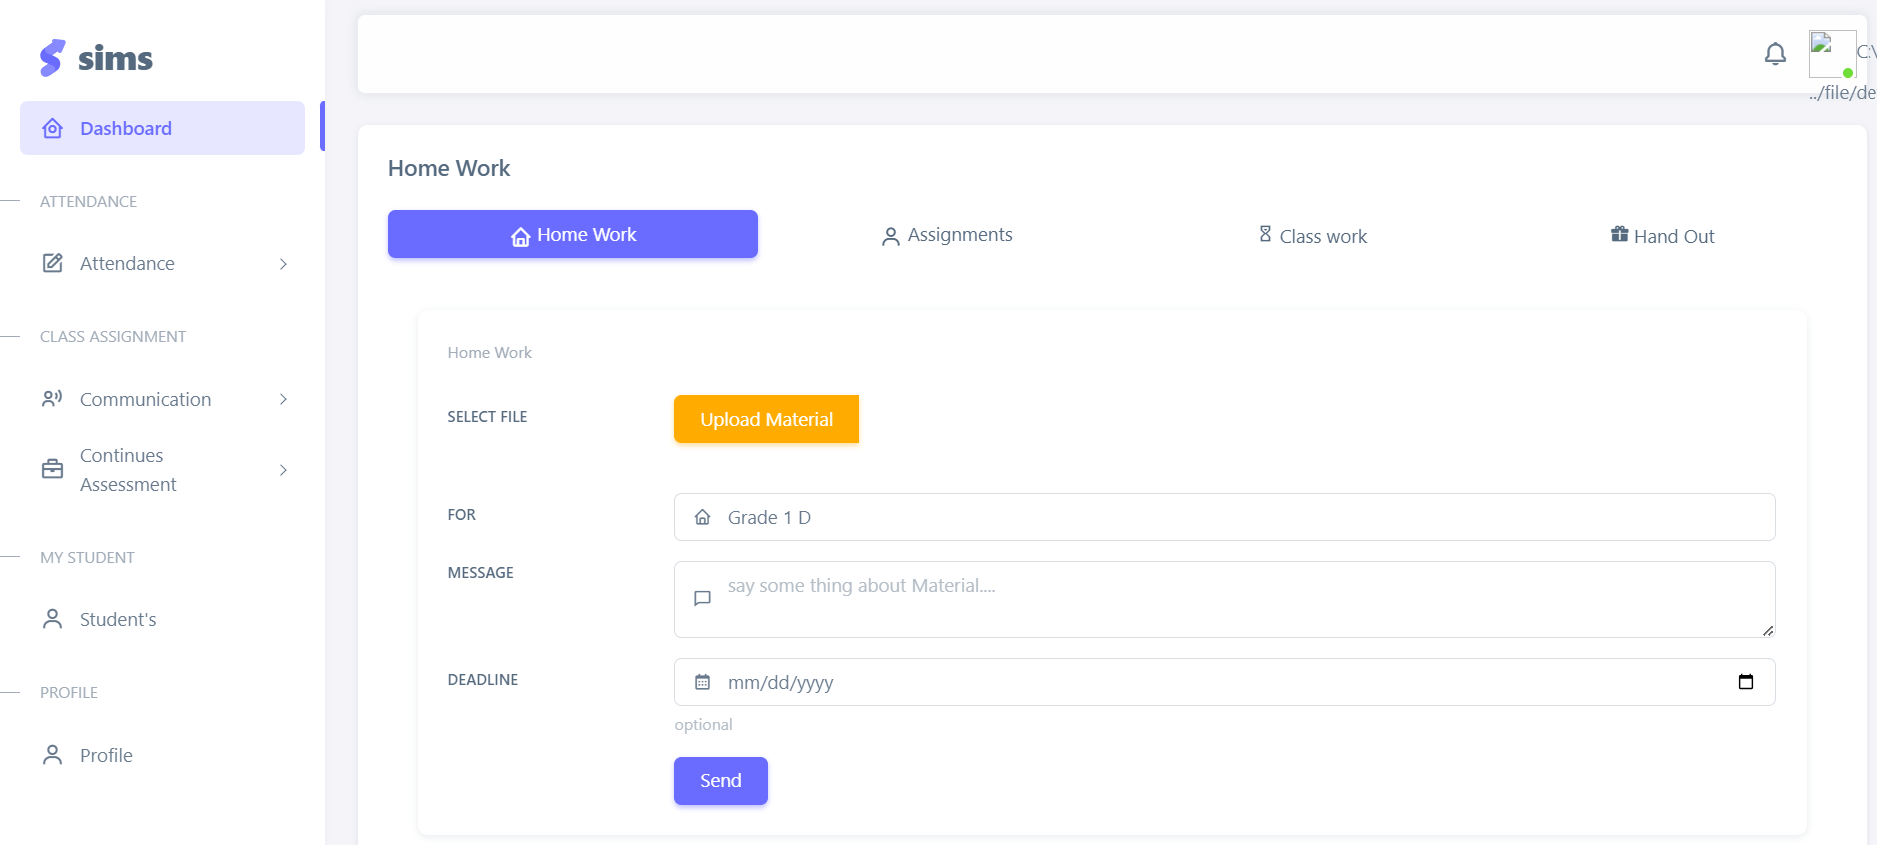 sims
Dashboard
ATTENDANCE
Attendance
CLASS ASSIGNMENT
Communication
Continues
Assessment
MY STUDENT
Student's
PROFILE
Profile
C:\
../file/de
Home Work
Home Work
Assignments
Class work
Hand Out
Home Work
SELECT FILE
Upload Material
FOR
Grade 1 D
MESSAGE
say some thing about Material....
DEADLINE
mm/dd/yyyy
optional
Send